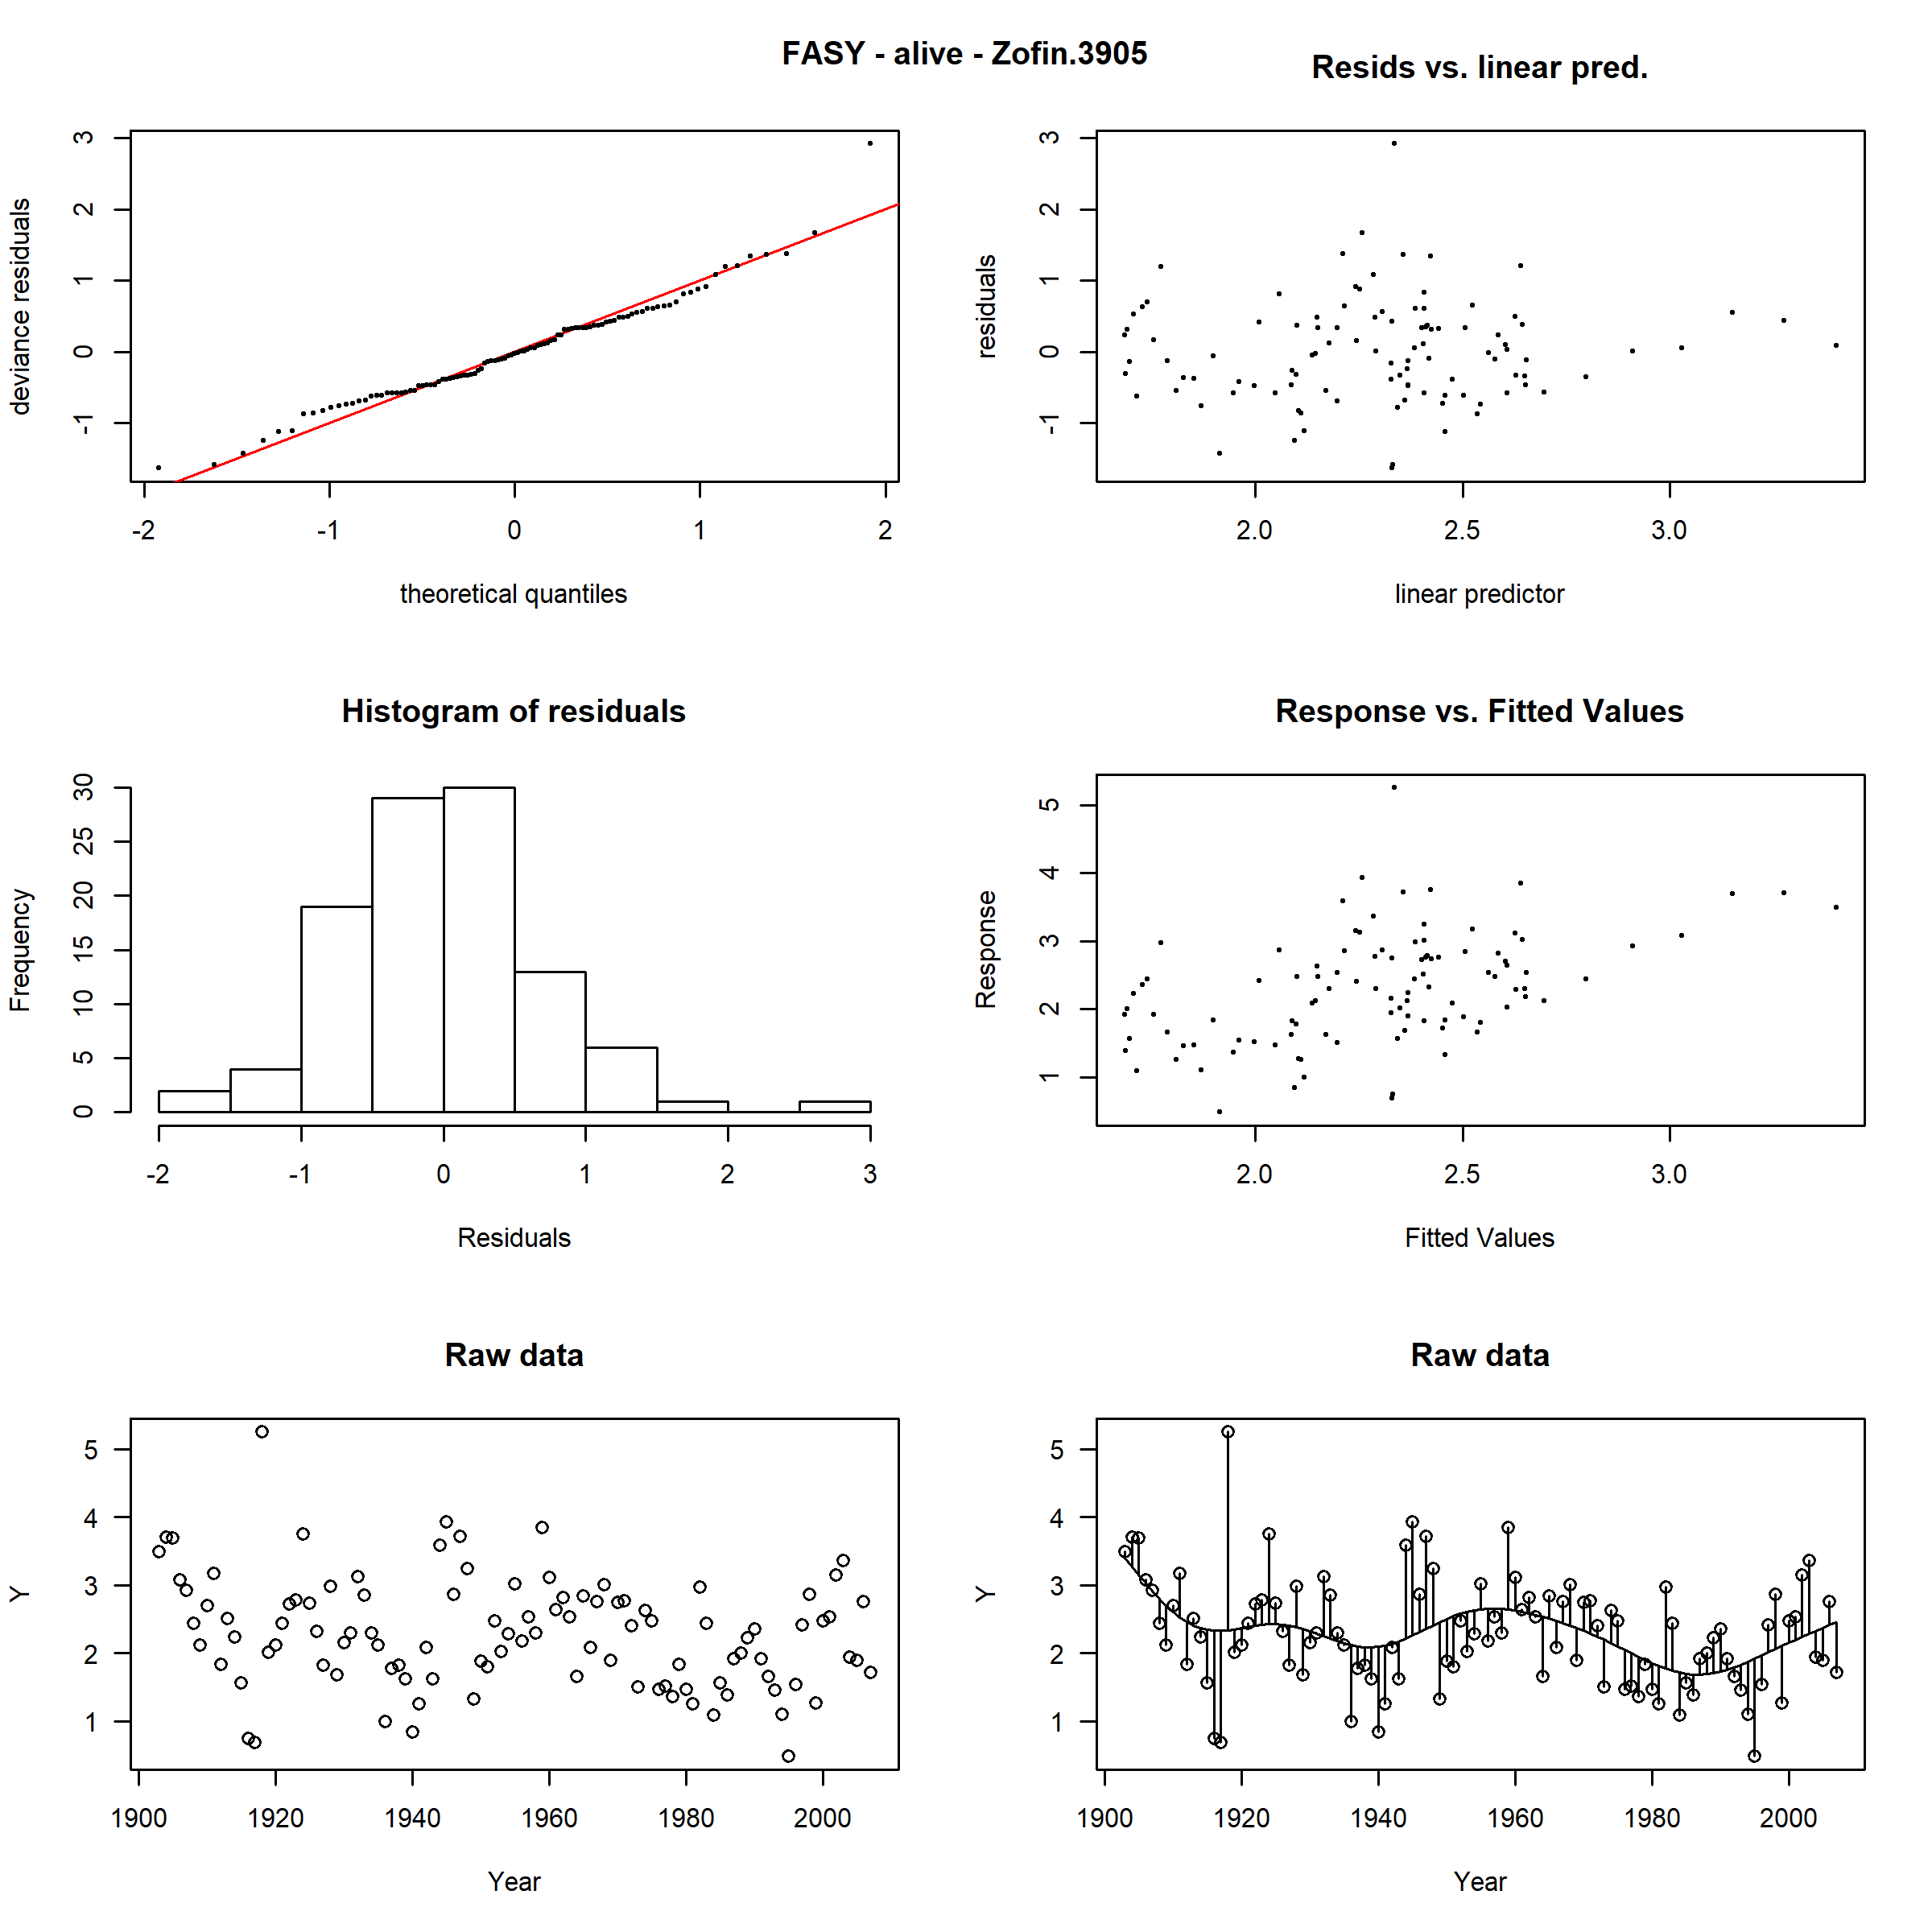 FASY - alive - Zofin.3905
Resids vs. linear pred.
deviance residuals
3
2
1
0
-1
-2 -1 0 1 2
theoretical quantiles
residuals
3
2
1
0
-1
2.0 2.5 3.0
linear predictor
Histogram of residuals
Frequency
30
25
20
15
10
5
0
-2 -1 0 1 2 3
Residuals
Response vs. Fitted Values
Response
5
4
3
2
1
2.0 2.5 3.0
Fitted Values
Raw data
Y
5
4
3
2
1
1900 1920 1940 1960 1980 2000
Year
Raw data
Y
5
4
3
2
1
1900 1920 1940 1960 1980 2000
Year